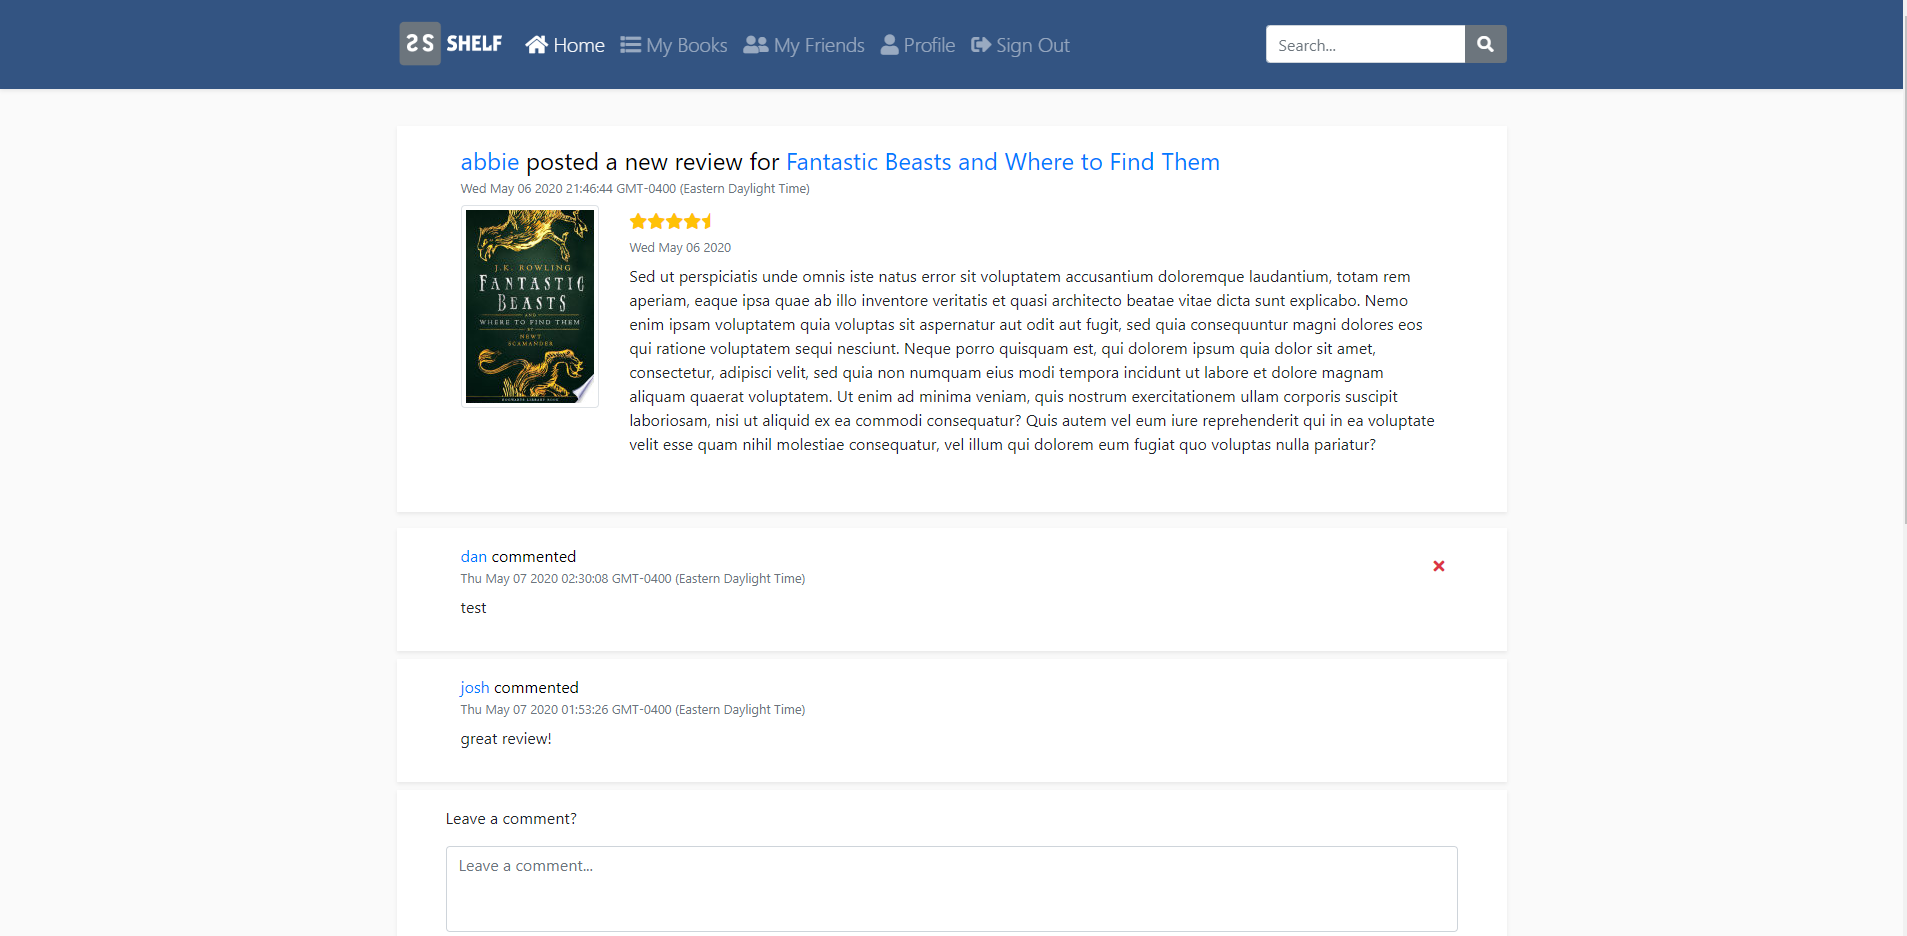 SS SHELF Home My Books My Friends Profile Sign Out Search...
abbie posted a new review for Fantastic Beasts and Where to Find Them
Wed May 06 2020 21:46:44 GMT-0400 (Eastern Daylight Time)
J.K. ROWLING
FANTASTIC
BEASTS
AND
WHERE TO FIND THEM
BY
NEWT
SCAMANDER
HOGWARTS LIBRARY BOOK
Wed May 06 2020
Sed ut perspiciatis unde omnis iste natus error sit voluptatem accusantium doloremque laudantium, totam rem
aperiam, eaque ipsa quae ab illo inventore veritatis et quasi architecto beatae vitae dicta sunt explicabo. Nemo
enim ipsam voluptatem quia voluptas sit aspernatur aut odit aut fugit, sed quia consequuntur magni dolores eos
qui ratione voluptatem sequi nesciunt. Neque porro quisquam est, qui dolorem ipsum quia dolor sit amet,
consectetur, adipisci velit, sed quia non numquam eius modi tempora incidunt ut labore et dolore magnam
aliquam quaerat voluptatem. Ut enim ad minima veniam, quis nostrum exercitationem ullam corporis suscipit
laboriosam, nisi ut aliquid ex ea commodi consequatur? Quis autem vel eum iure reprehenderit qui in ea voluptate
velit esse quam nihil molestiae consequatur, vel illum qui dolorem eum fugiat quo voluptas nulla pariatur?
dan commented
Thu May 07 2020 02:30:08 GMT-0400 (Eastern Daylight Time)
test
josh commented
Thu May 07 2020 01:53:26 GMT-0400 (Eastern Daylight Time)
great review!
Leave a comment?
Leave a comment...